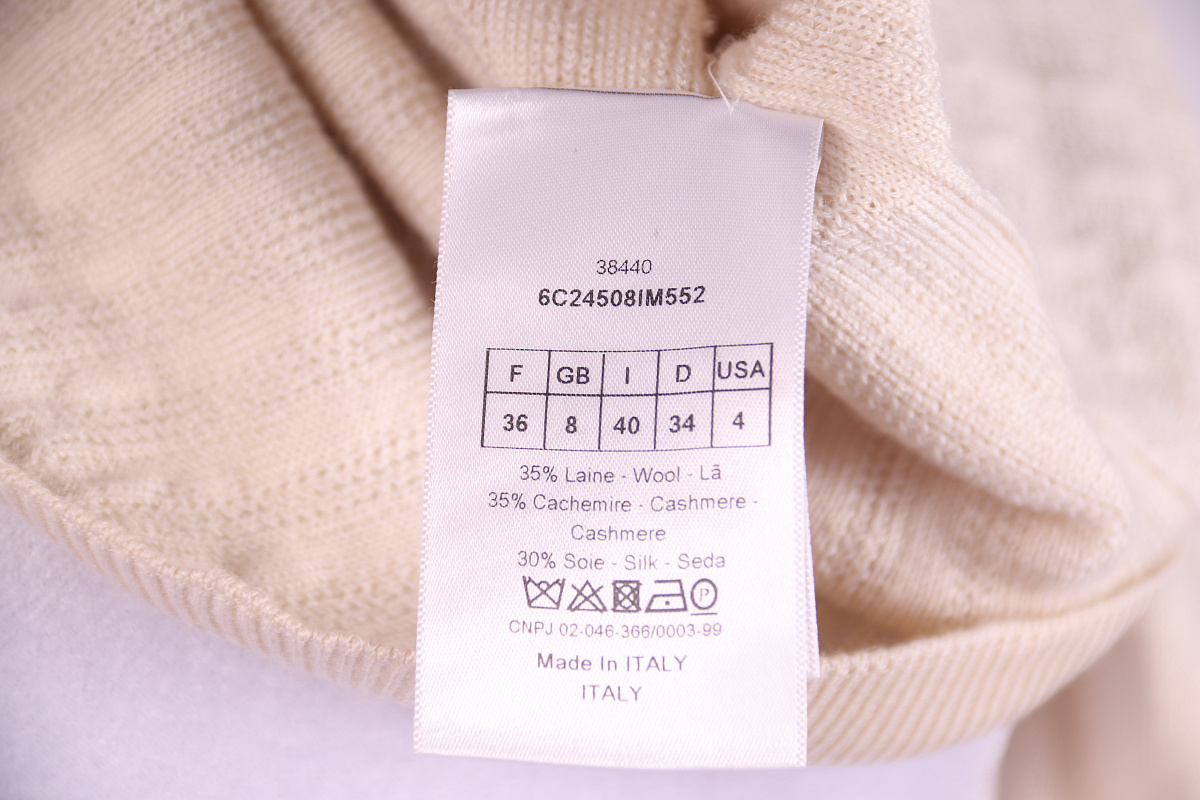 38440
6C24508IM552
F GB I D USA
36 8 40 34 4
35% Laine - Wool - Lã
35% Cachemire - Cashmere -
Cashmere
30% Soie - Silk - Seda
P
CNPJ 02-046-366/0003-99
Made In ITALY
ITALY